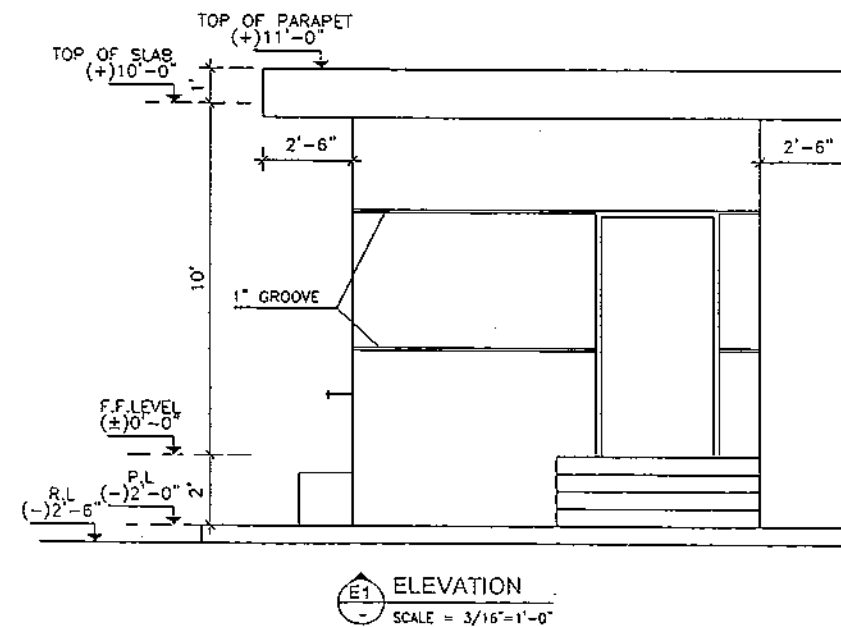 TOP OF PARAPET
(+)11'-0"
TOP OF SLAB
(+)10'-0"
1'
2'-6"
2'-6"
10'
1" GROOVE
F.F.LEVEL
(±)0'-0"
P.L
(-)2'-0"
2'
R.L
(-)2'-6"
E1
-
ELEVATION
SCALE = 3/16"=1'-0"